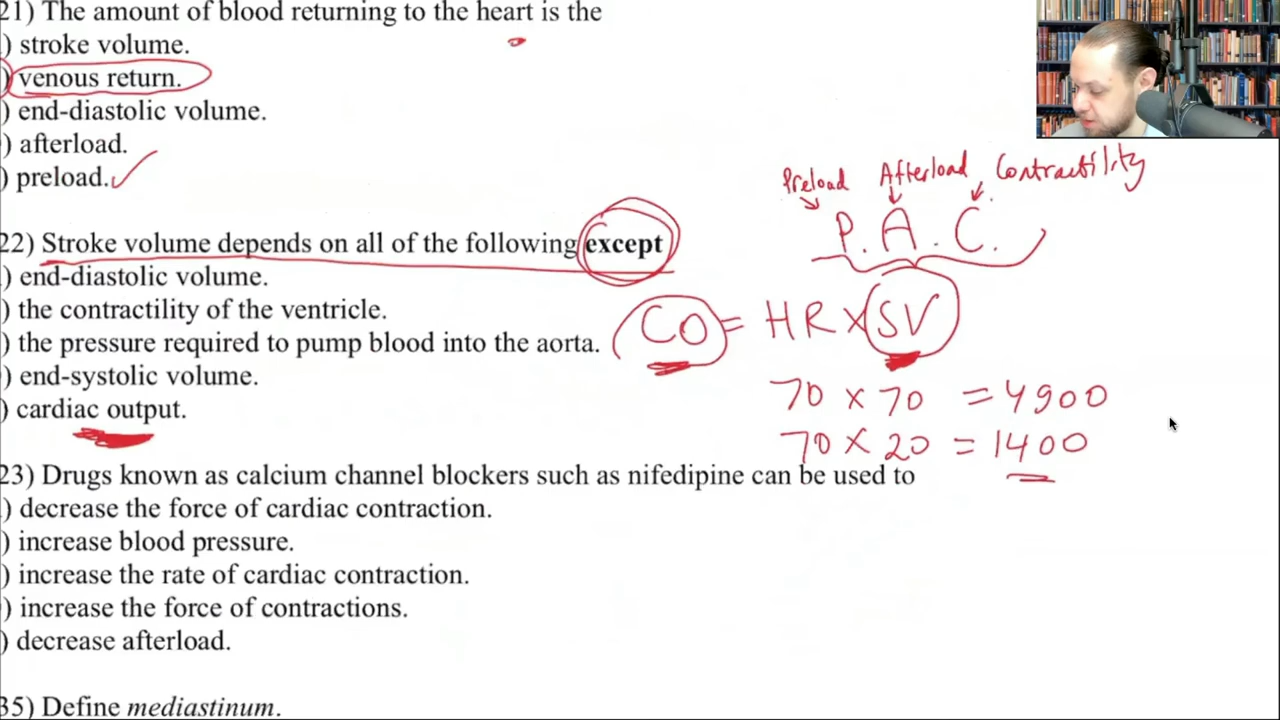 21) The amount of blood returning to the heart is the
) stroke volume.
) venous return.
) end-diastolic volume.
) afterload.
) preload.
Preload Afterload Contractility
P. A. C.
22) Stroke volume depends on all of the following except
) end-diastolic volume.
) the contractility of the ventricle.
) the pressure required to pump blood into the aorta.
) end-systolic volume.
) cardiac output.
CO = HR x SV
70 x 70 = 4900
70 x 20 = 1400
23) Drugs known as calcium channel blockers such as nifedipine can be used to
) decrease the force of cardiac contraction.
) increase blood pressure.
) increase the rate of cardiac contraction.
) increase the force of contractions.
) decrease afterload.
35) Define mediastinum.